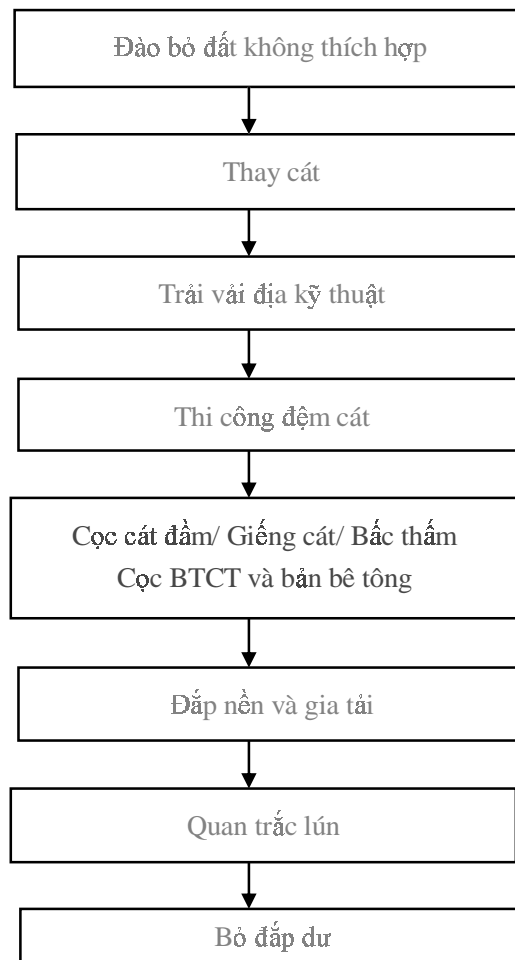 Đào bỏ đất không thích hợp
Thay cát
Trải vải địa kỹ thuật
Thi công đệm cát
Cọc cát đầm/ Giếng cát/ Bấc thấm
Cọc BTCT và bản bê tông
Đắp nền và gia tải
Quan trắc lún
Bỏ đắp dư